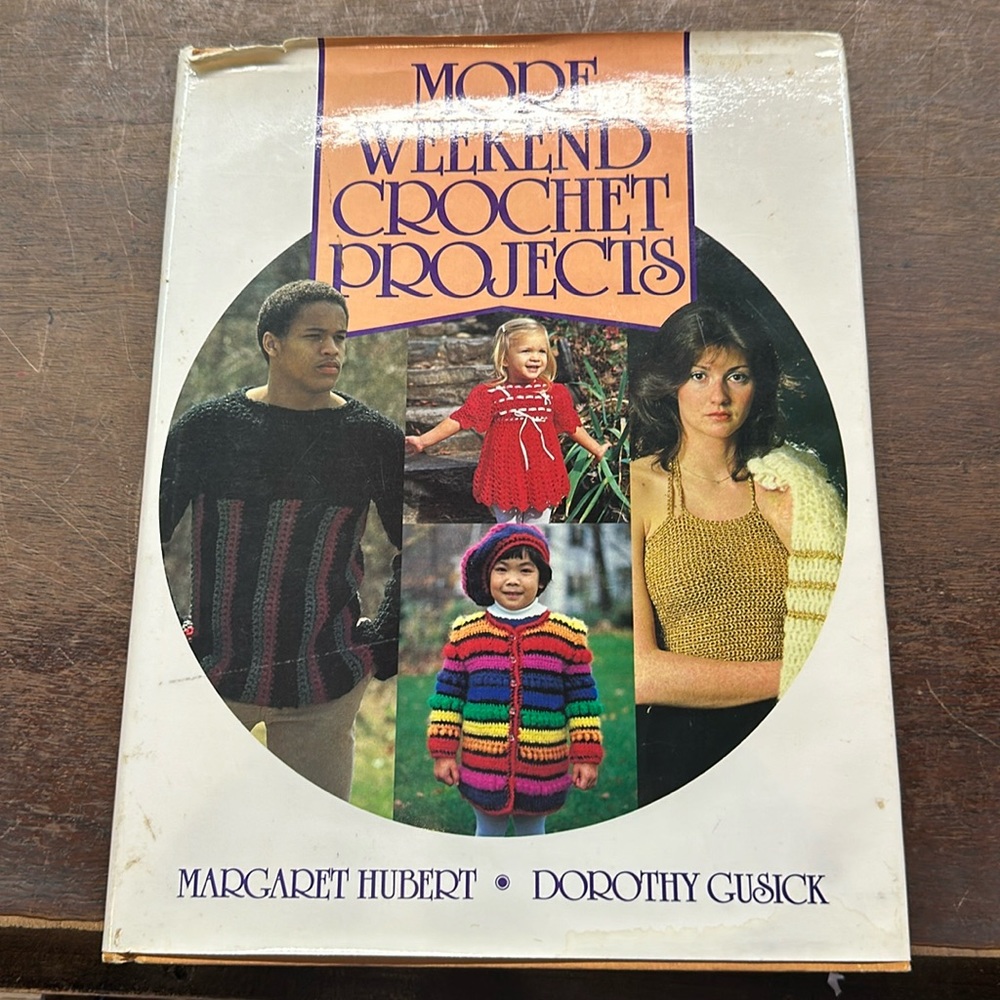 MORE
WEEKEND
CROCHET
PROJECTS
MARGARET HUBERT • DOROTHY GUSICK